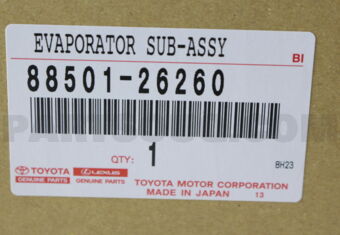 EVAPORATOR SUB-ASSY
BI
88501-26260
QTY: 1
BH23
TOYOTA LEXUS
GENUINE PARTS GENUINE PARTS
TOYOTA MOTOR CORPORATION
MADE IN JAPAN 13